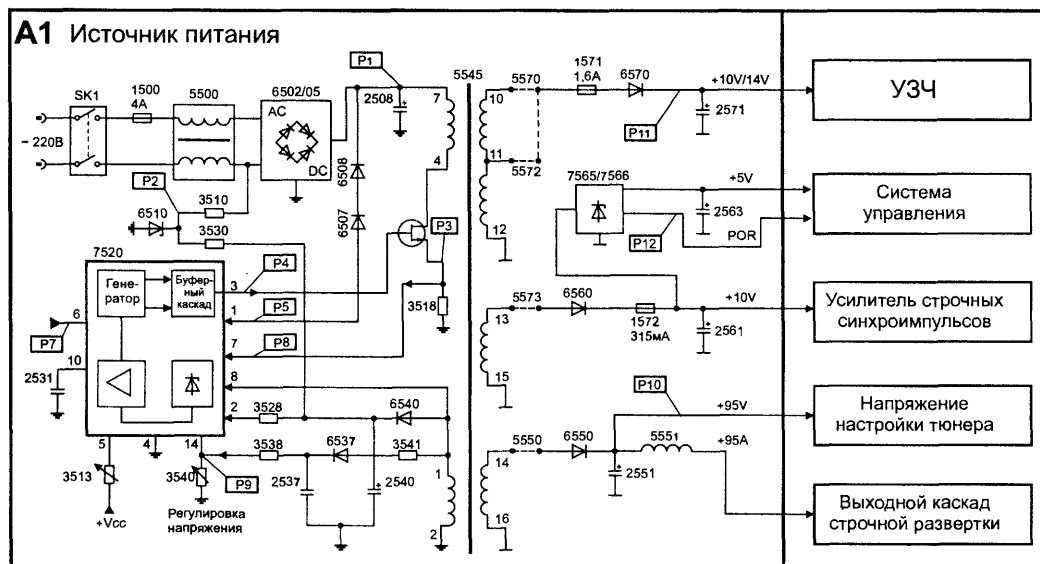 A1 Источник питания
P1
SK1
1500
4A
5500
6502/05
AC
DC
~ 220В
2508
5545
7
4
5570
10
11
5572
12
1571
1,6A
6570
+10V/14V
P11
2571
УЗЧ
6508
6507
P2
6510
3510
3530
7565/7566
+5V
2563
P12
POR
Система
управления
7520
Гене-
ратор
Буфер-
ный
каскад
3
P4
1
P5
7
P8
8
2
P3
3518
6
P7
10
2531
5
4
14
3513
+Vcc
3540
P9
Регулировка
напряжения
3528
6540
3538
6537
3541
2537
2540
1
2
13
5573
6560
1572
315мА
+10V
2561
15
Усилитель строчных
синхроимпульсов
P10
+95V
Напряжение
настройки тюнера
14
5550
6550
5551
+95A
2551
16
Выходной каскад
строчной развертки